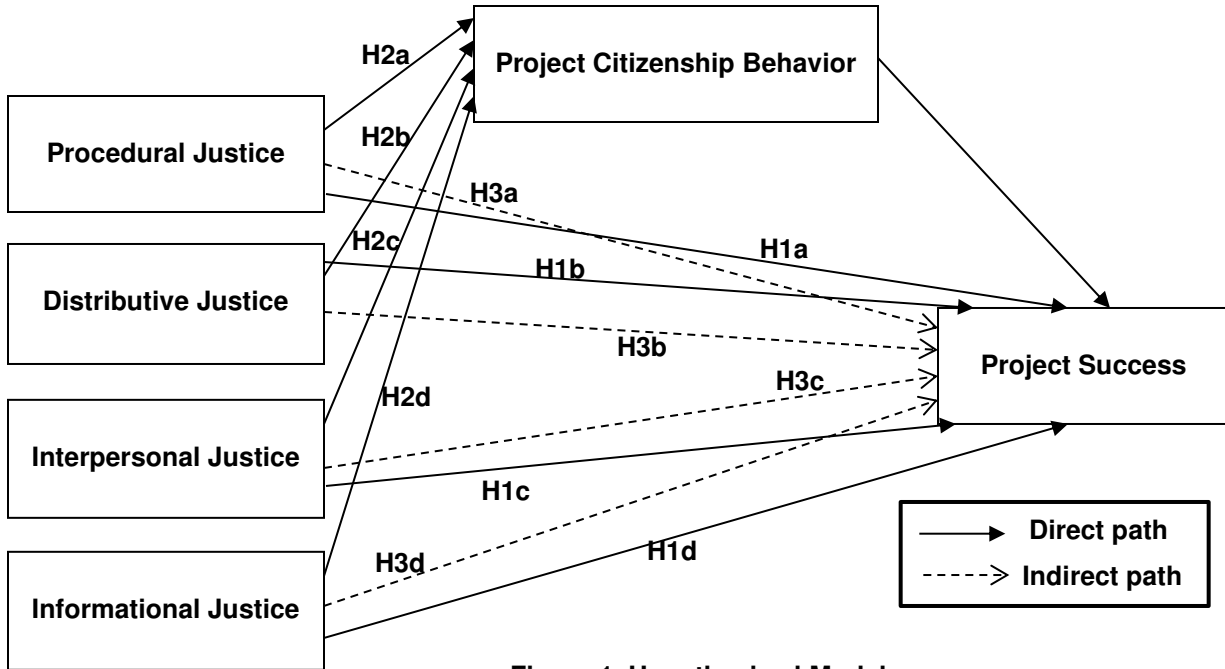 H2a
Project Citizenship Behavior
Procedural Justice
H2b
H3a
H2c
H1a
Distributive Justice
H1b
H3b
Project Success
H2d
H3c
Interpersonal Justice
H1c
Direct path
H3d
H1d
Indirect path
Informational Justice
Figure 1. Hypothesized Model